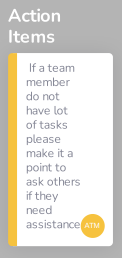 Action
Items
If a team
member
do not
have lot
of tasks
please
make it a
point to
ask others
if they
need
assistance
ATM